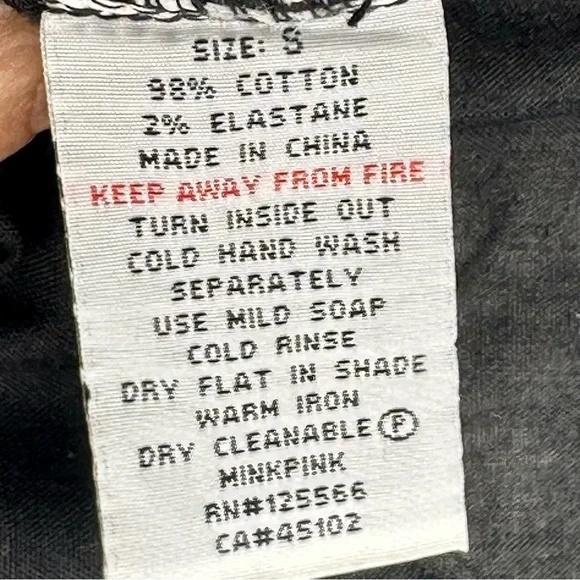 SIZE: S
98% COTTON
2% ELASTANE
MADE IN CHINA
KEEP AWAY FROM FIRE
TURN INSIDE OUT
COLD HAND WASH
SEPARATELY
USE MILD SOAP
COLD RINSE
DRY FLAT IN SHADE
WARM IRON
DRY CLEANABLE Ⓟ
MINKPINK
RN#125566
CA#45102